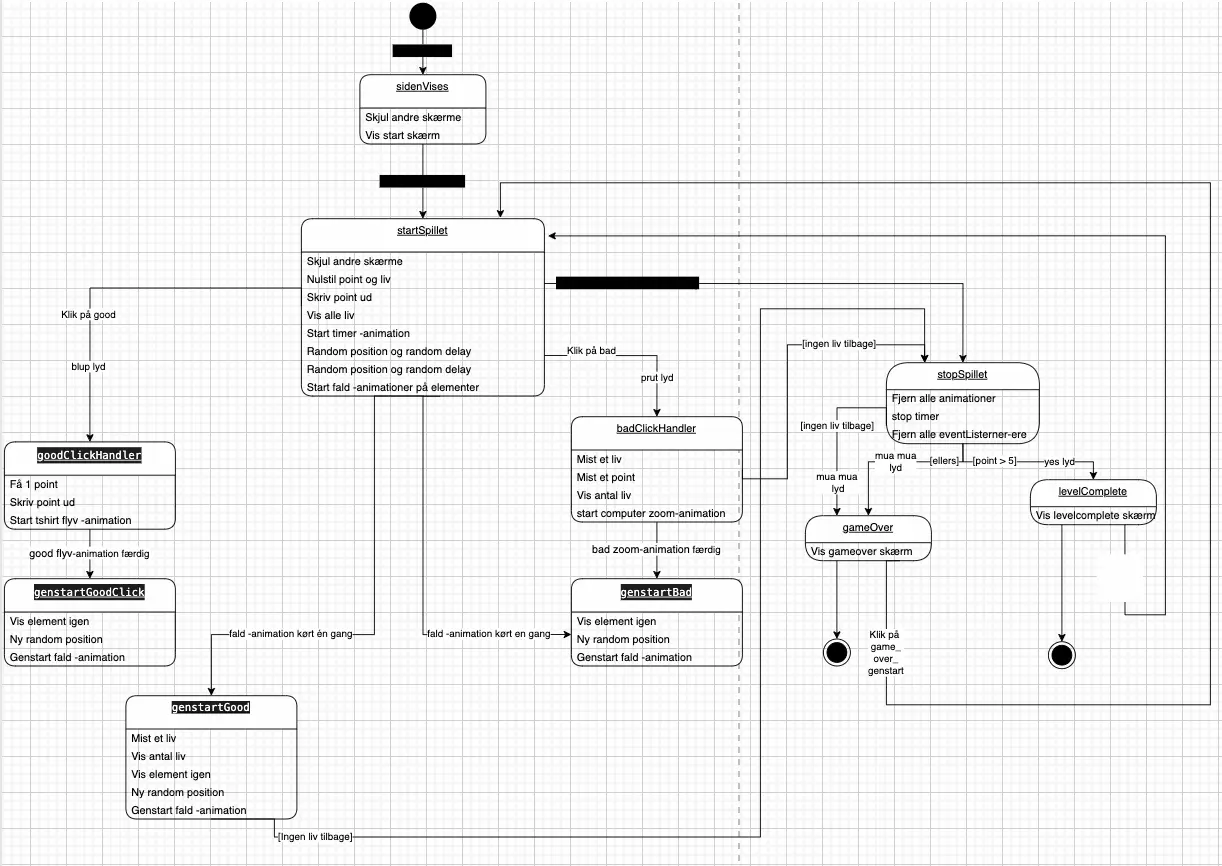 sidenVises
Skjul andre skærme
Vis start skærm
startSpillet
Skjul andre skærme
Nulstil point og liv
Skriv point ud
Vis alle liv
Start timer -animation
Random position og random delay
Random position og random delay
Start fald -animationer på elementer
Klik på good
blup lyd
Klik på bad
prut lyd
[ingen liv tilbage]
stopSpillet
Fjern alle animationer
stop timer
Fjern alle eventListerner-ere
[ingen liv tilbage]
mua mua
lyd
mua mua
lyd
[ellers]
[point > 5]
yes lyd
goodClickHandler
Få 1 point
Skriv point ud
Start tshirt flyv -animation
badClickHandler
Mist et liv
Mist et point
Vis antal liv
start computer zoom-animation
levelComplete
Vis levelcomplete skærm
gameOver
Vis gameover skærm
good flyv-animation færdig
bad zoom-animation færdig
genstartGoodClick
Vis element igen
Ny random position
Genstart fald -animation
genstartBad
Vis element igen
Ny random position
Genstart fald -animation
fald -animation kørt én gang
fald -animation kørt en gang
Klik på
game_
over_
genstart
genstartGood
Mist et liv
Vis antal liv
Vis element igen
Ny random position
Genstart fald -animation
[Ingen liv tilbage]